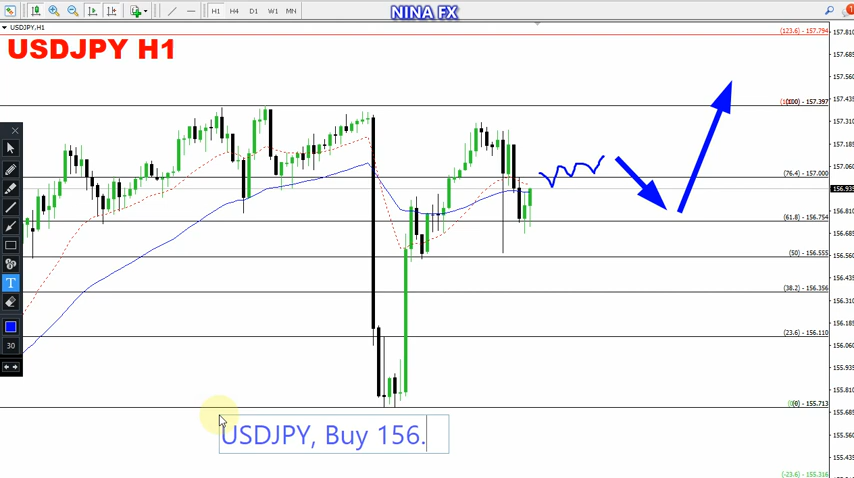 H1 H4 D1 W1 MN
NINA FX
USDJPY,H1
USDJPY H1
(123.6) - 157.794
(100) - 157.397
(76.4) - 157.000
(61.8) - 156.754
(50) - 156.555
(38.2) - 156.356
(23.6) - 156.110
(0) - 155.713
(-23.6) - 155.316
157.810
157.685
157.560
157.435
157.310
157.185
157.060
156.935
156.810
156.685
156.560
156.435
156.310
156.185
156.060
155.935
155.810
155.685
155.560
155.435
155.310
T
30
USDJPY, Buy 156.